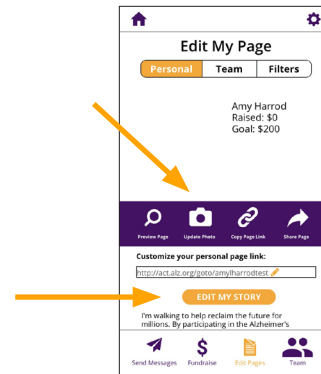 Edit My Page
Personal Team Filters
Amy Harrod
Raised: $0
Goal: $200
Preview Page Update Photo Copy Page Link Share Page
Customize your personal page link:
http://act.alz.org/goto/amylharrodtest
EDIT MY STORY
I'm walking to help reclaim the future for
millions. By participating in the Alzheimer's
Send Messages Fundraise Edit Pages Team